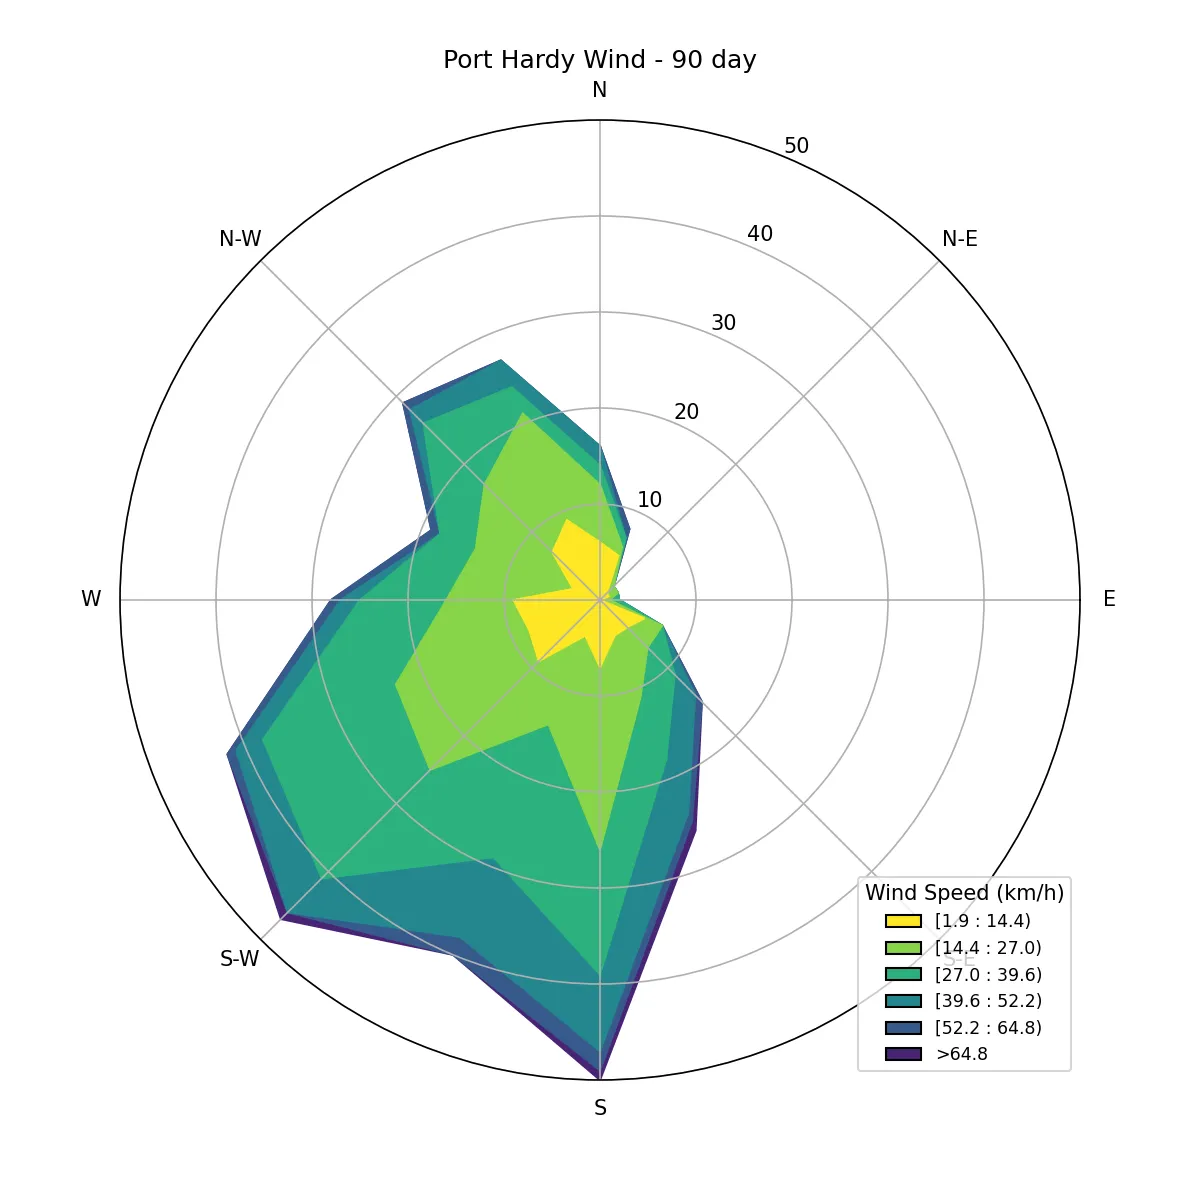 Port Hardy Wind - 90 day
N
50
N-W
40
N-E
30
20
10
W
E
Wind Speed (km/h)
[1.9 : 14.4)
[14.4 : 27.0)
S-W
S-E
[27.0 : 39.6)
[39.6 : 52.2)
[52.2 : 64.8)
>64.8
S